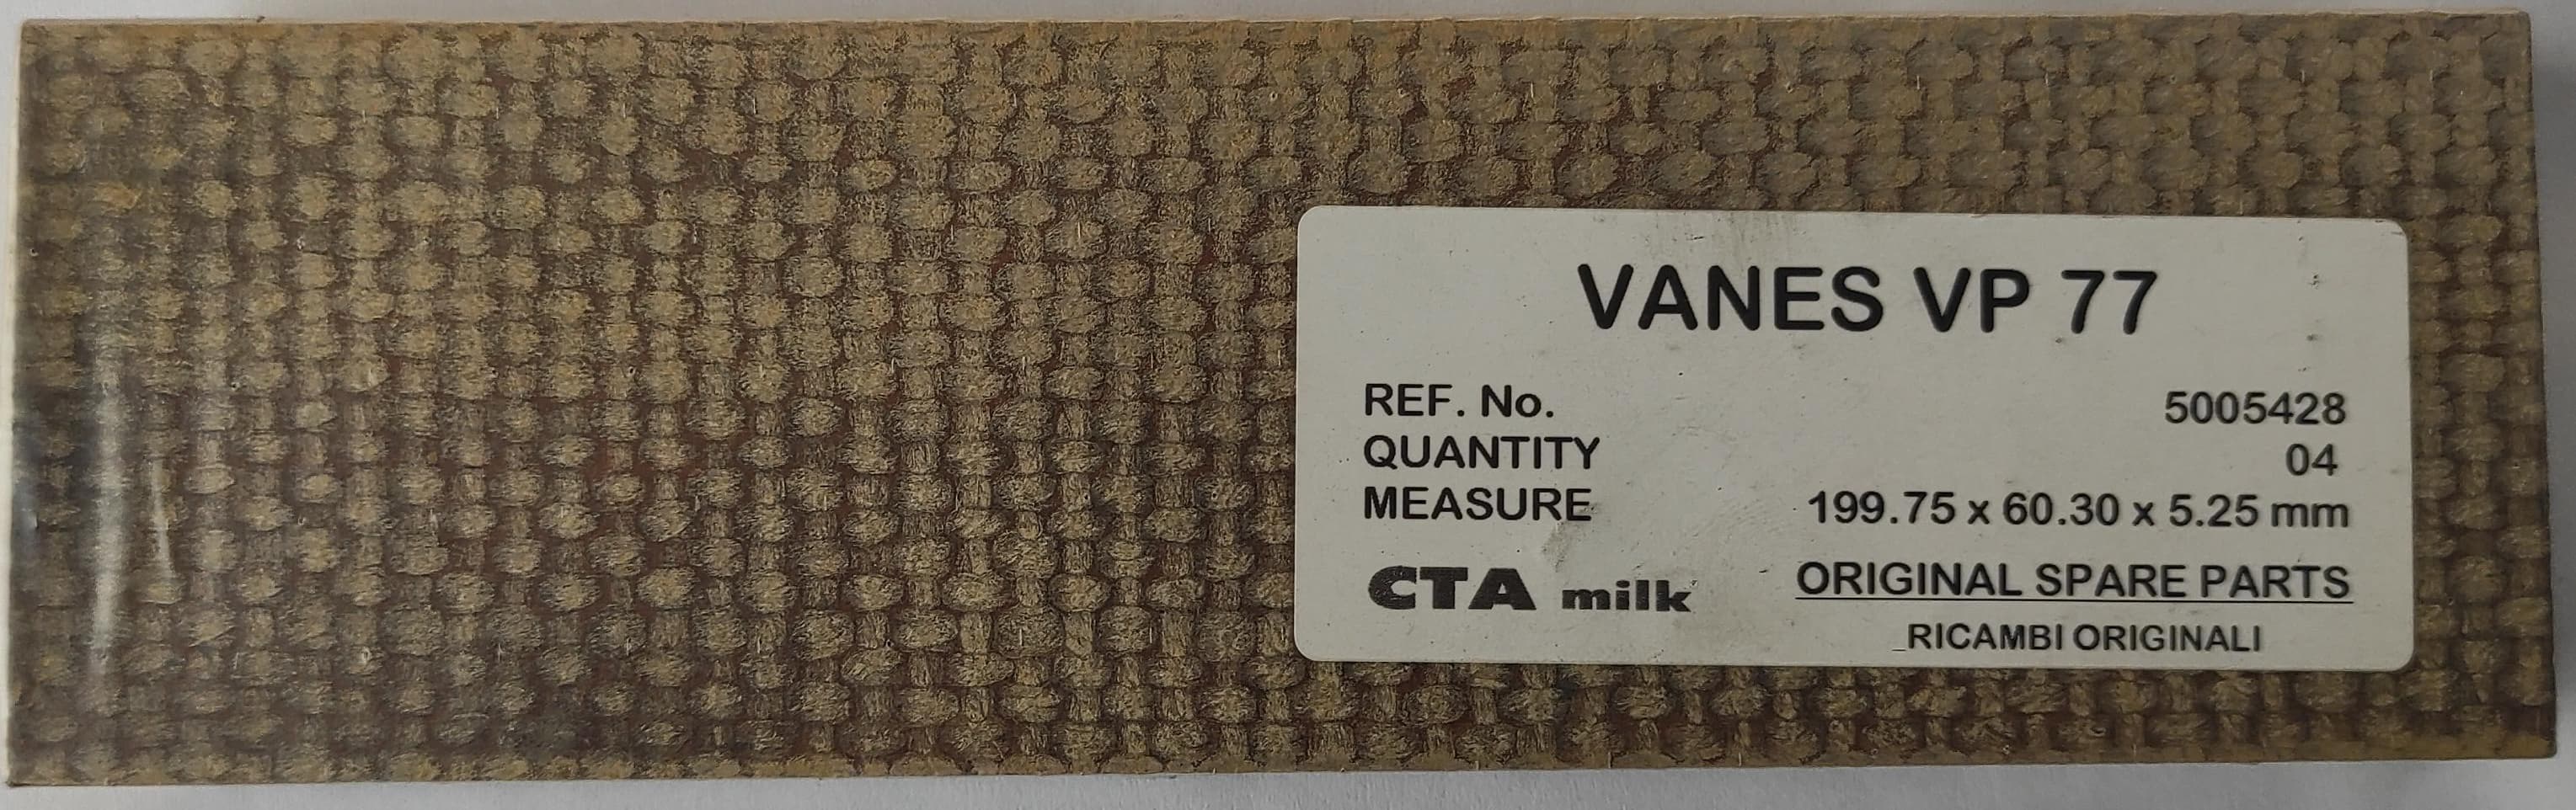 VANES VP 77
REF. No. 5005428
QUANTITY 04
MEASURE 199.75 x 60.30 x 5.25 mm
CTA milk ORIGINAL SPARE PARTS
RICAMBI ORIGINALI